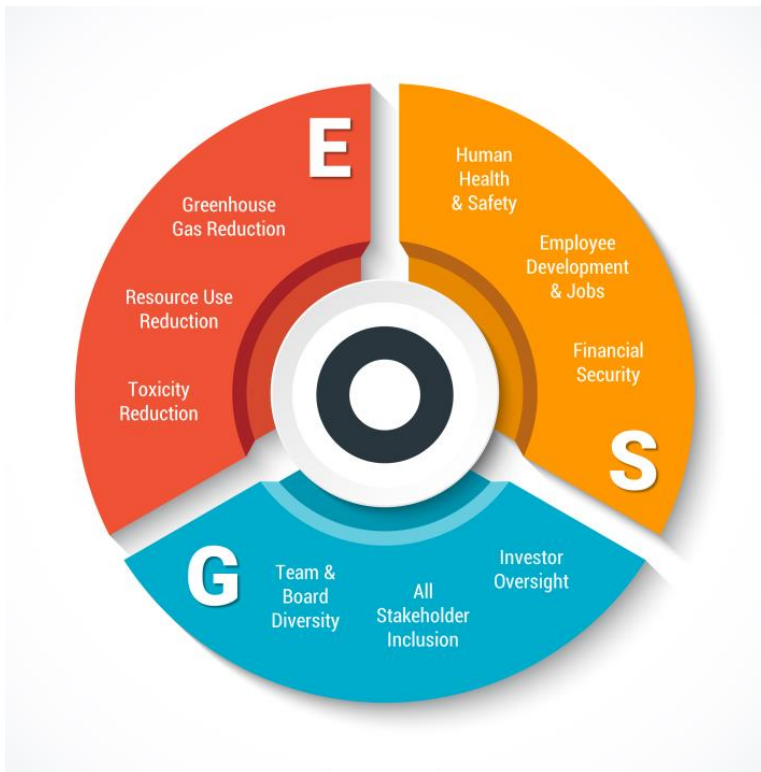 E
Greenhouse
Gas Reduction
Resource Use
Reduction
Toxicity
Reduction
Human
Health
& Safety
Employee
Development
& Jobs
Financial
Security
S
G
Team &
Board
Diversity
All
Stakeholder
Inclusion
Investor
Oversight